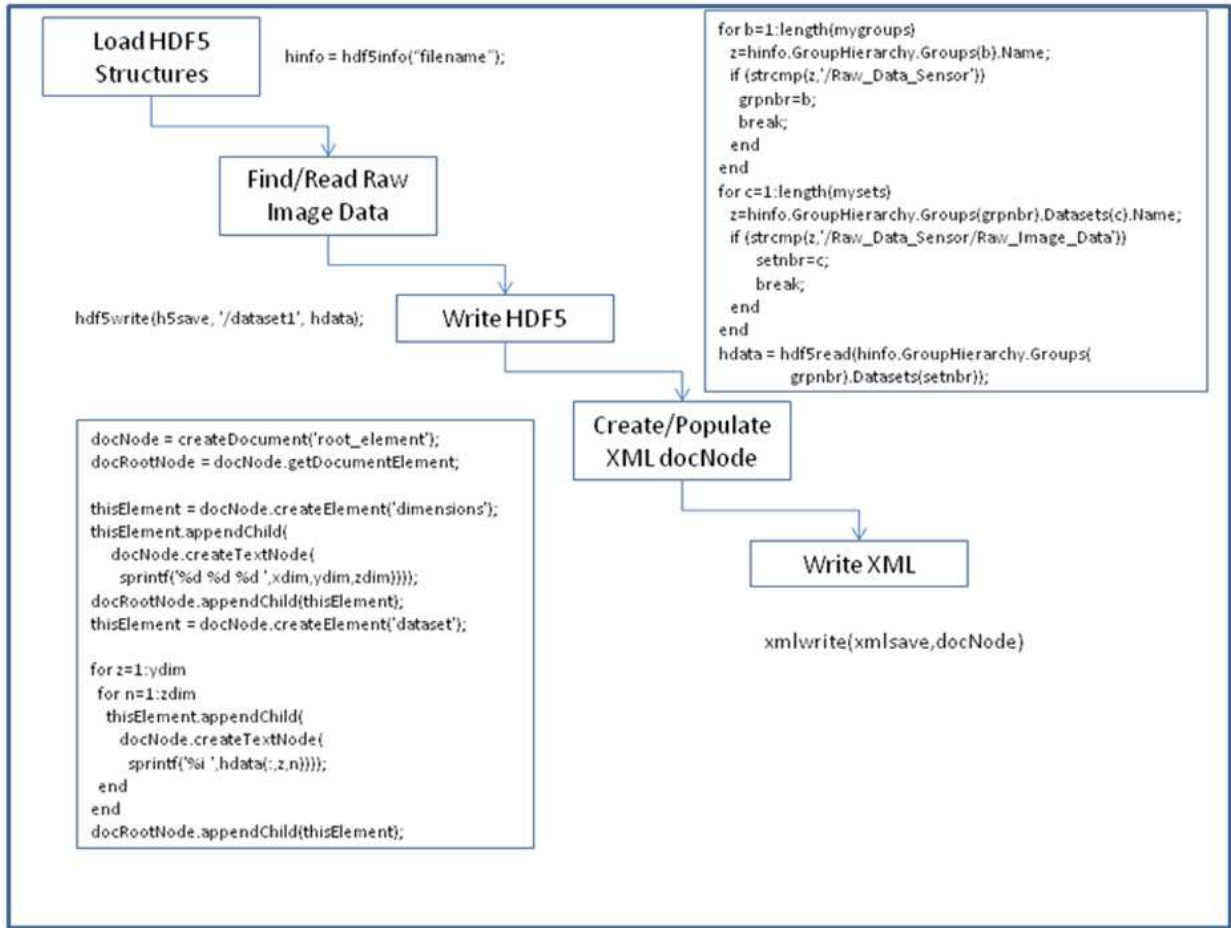 Load HDF5
Structures
hinfo = hdf5info("filename");
for b=1:length(mygroups)
z=hinfo.GroupHierarchy.Groups(b).Name;
if (strcmp(z,'/Raw_Data_Sensor'))
grpnbr=b;
break;
end
end
for c=1:length(mysets)
z=hinfo.GroupHierarchy.Groups(grpnbr).Datasets(c).Name;
if (strcmp(z,'/Raw_Data_Sensor/Raw_Image_Data'))
setnbr=c;
break;
end
end
hdata = hdf5read(hinfo.GroupHierarchy.Groups(
grpnbr).Datasets(setnbr));
Find/Read Raw
Image Data
hdf5write(h5save, '/dataset1', hdata);
Write HDF5
Create/Populate
XML docNode
docNode = createDocument('root_element');
docRootNode = docNode.getDocumentElement;
thisElement = docNode.createElement('dimensions');
thisElement.appendChild(
docNode.createTextNode(
sprintf('%d %d %d ',xdim,ydim,zdim))));
docRootNode.appendChild(thisElement);
thisElement = docNode.createElement('dataset');
for z=1:ydim
for n=1:zdim
thisElement.appendChild(
docNode.createTextNode(
sprintf('%i ',hdata(:,z,n))));
end
end
docRootNode.appendChild(thisElement);
Write XML
xmlwrite(xmlsave,docNode)